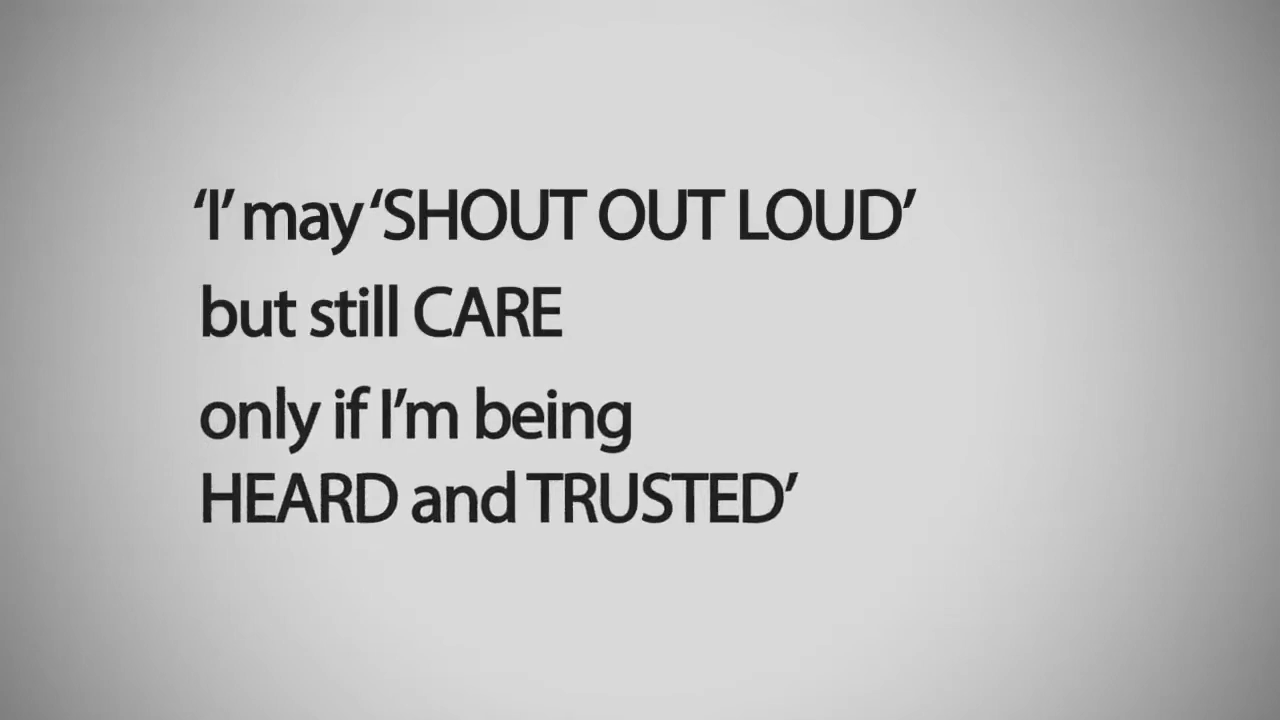 ‘I’ may ‘SHOUT OUT LOUD’
but still CARE
only if I’m being
HEARD and TRUSTED’